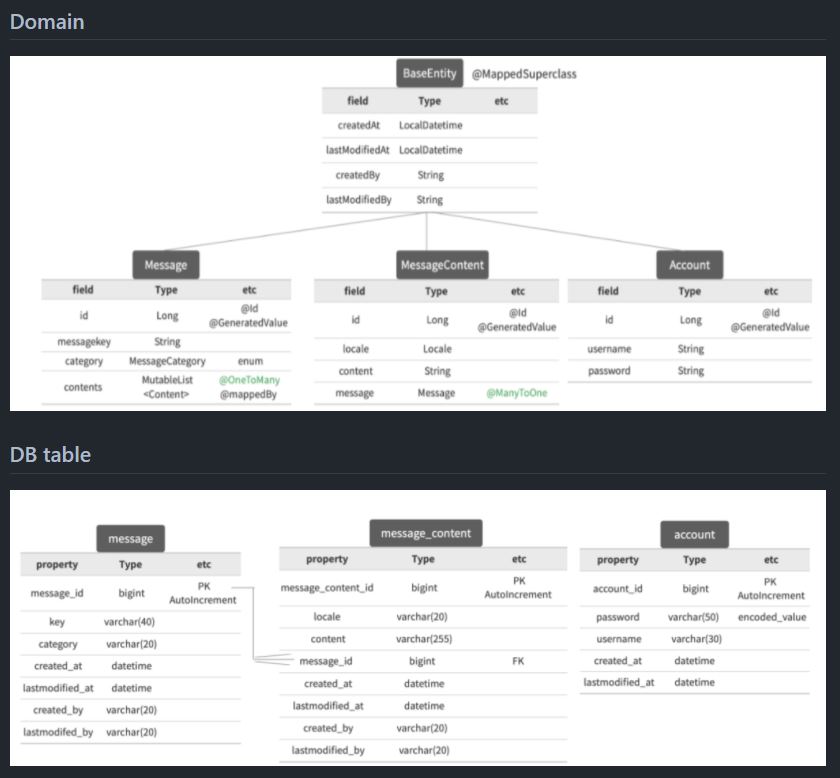 Domain
BaseEntity @MappedSuperclass
field Type etc
createdAt LocalDatetime
lastModifiedAt LocalDatetime
createdBy String
lastModifiedBy String
Message
field Type etc
id Long @Id
@GeneratedValue
messagekey String
category MessageCategory enum
contents MutableList
<Content> @OneToMany
@mappedBy
MessageContent
field Type etc
id Long @Id
@GeneratedValue
locale Locale
content String
message Message @ManyToOne
Account
field Type etc
id Long @Id
@GeneratedValue
username String
password String
DB table
message
property Type etc
message_id bigint PK
AutoIncrement
key varchar(40)
category varchar(20)
created_at datetime
lastmodified_at datetime
created_by varchar(20)
lastmodifed_by varchar(20)
message_content
property Type etc
message_content_id bigint PK
AutoIncrement
locale varchar(20)
content varchar(255)
message_id bigint FK
created_at datetime
lastmodified_at datetime
created_by varchar(20)
lastmodified_by varchar(20)
account
property Type etc
account_id bigint PK
AutoIncrement
password varchar(50) encoded_value
username varchar(30)
created_at datetime
lastmodified_at datetime